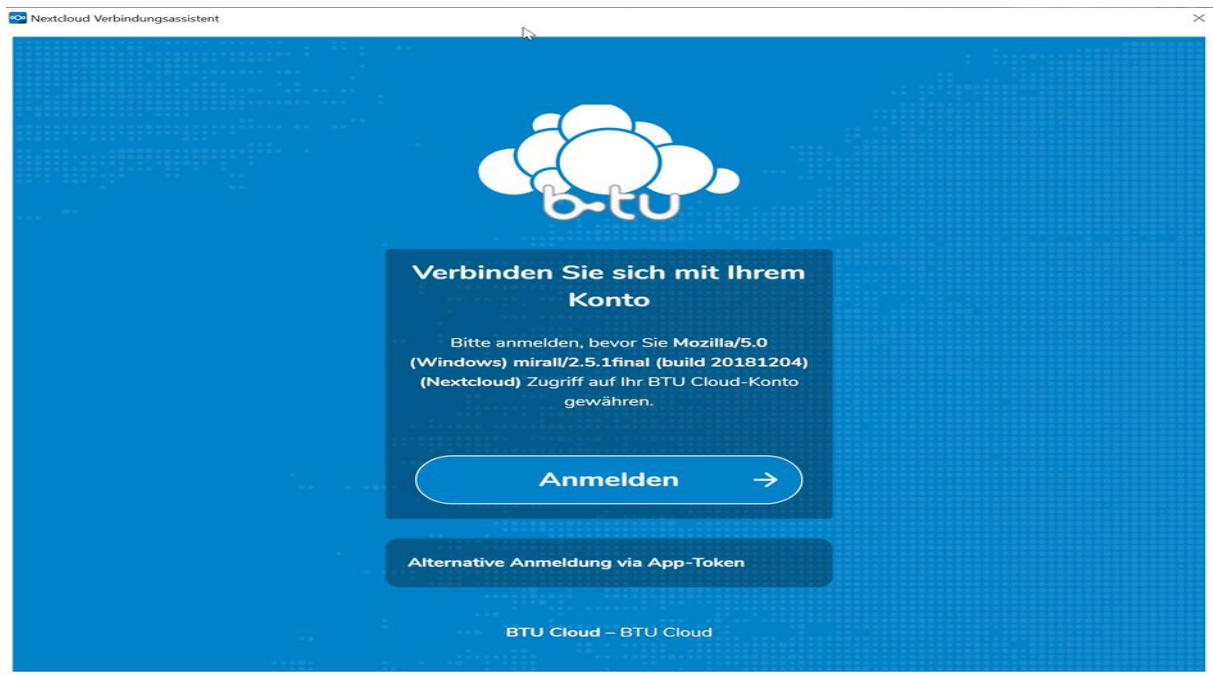 Nextcloud Verbindungsassistent
b-tu
Verbinden Sie sich mit Ihrem
Konto
Bitte anmelden, bevor Sie Mozilla/5.0
(Windows) mirall/2.5.1final (build 20181204)
(Nextcloud) Zugriff auf Ihr BTU Cloud-Konto
gewähren.
Anmelden
Alternative Anmeldung via App-Token
BTU Cloud – BTU Cloud